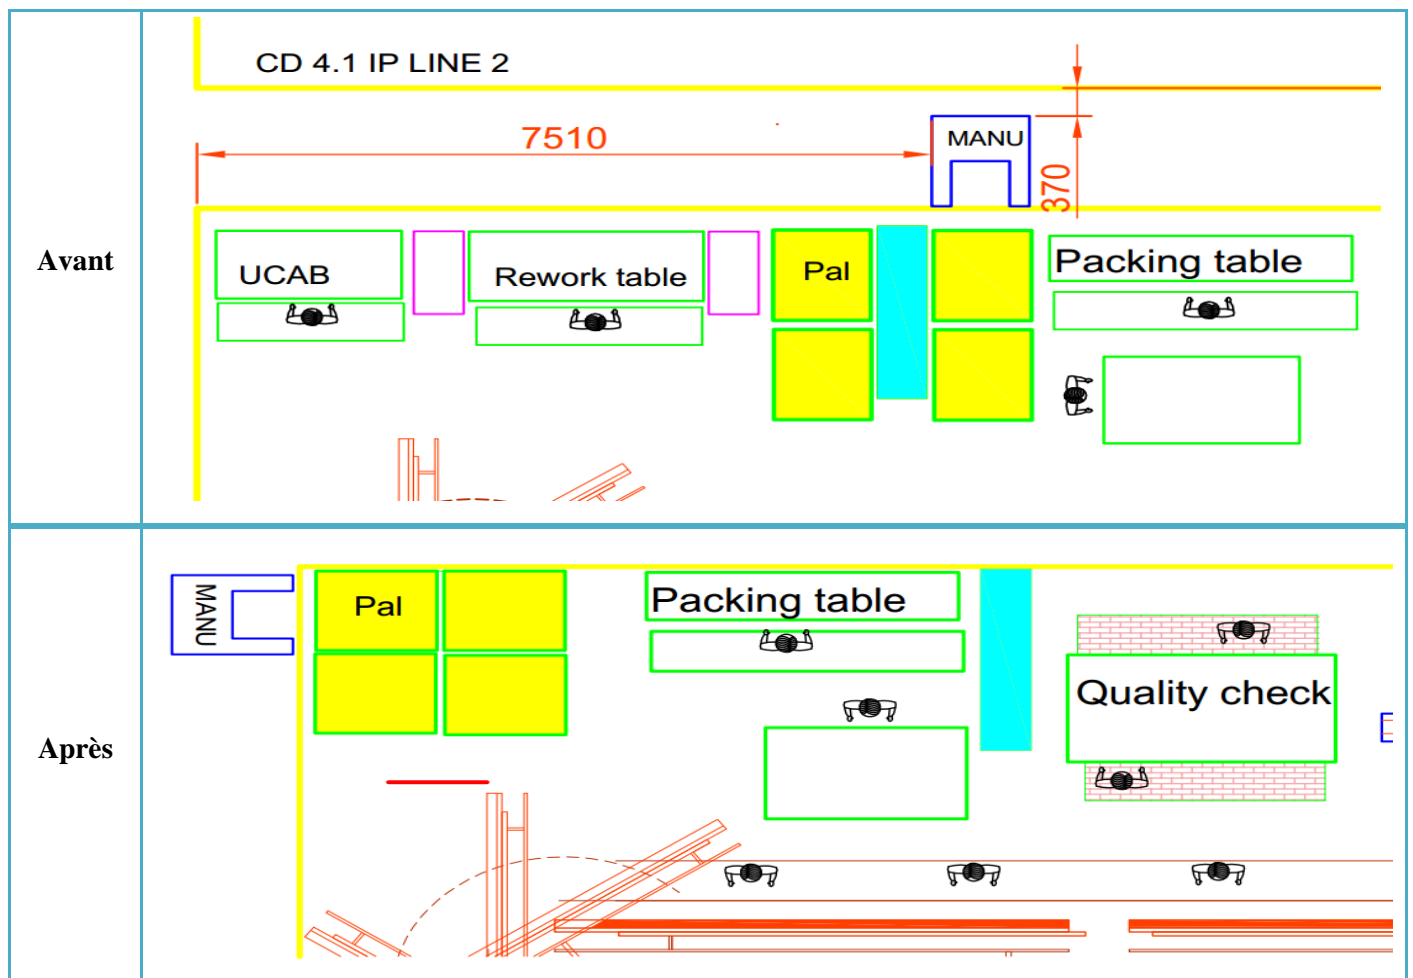 Avant
CD 4.1 IP LINE 2
7510
MANU
370
UCAB
Rework table
Pal
Packing table
Après
MANU
Pal
Packing table
Quality check